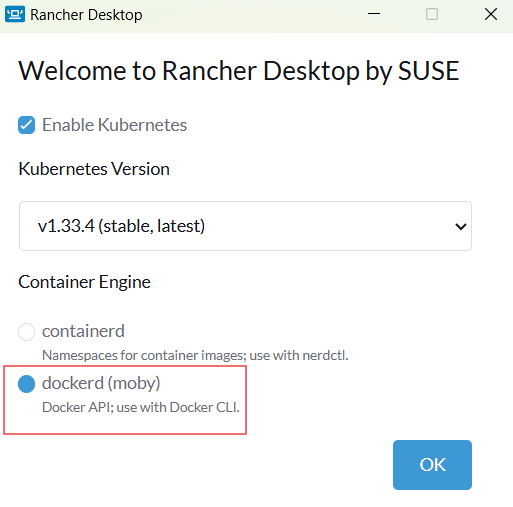 Rancher Desktop
Welcome to Rancher Desktop by SUSE
Enable Kubernetes
Kubernetes Version
v1.33.4 (stable, latest)
Container Engine
containerd
Namespaces for container images; use with nerdctl.
dockerd (moby)
Docker API; use with Docker CLI.
OK